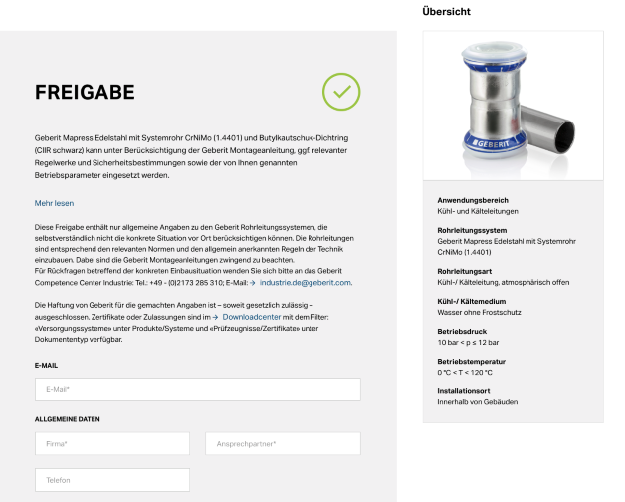 Übersicht
FREIGABE
Geberit Mapress Edelstahl mit Systemrohr CrNiMo (1.4401) und Butylkautschuk-Dichtring
(CIIR schwarz) kann unter Berücksichtigung der Geberit Montageanleitung, ggf relevanter
Regelwerke und Sicherheitsbestimmungen sowie der von Ihnen genannten
Betriebsparameter eingesetzt werden.
Mehr lesen
Diese Freigabe enthält nur allgemeine Angaben zu den Geberit Rohrleitungssystemen, die
selbstverständlich nicht die konkrete Situation vor Ort berücksichtigen können. Die Rohrleitungen
sind entsprechend den relevanten Normen und den allgemein anerkannten Regeln der Technik
einzubauen. Dabe sind die Geberit Montageanleitungen zwingend zu beachten.
Für Rückfragen betreffend der konkreten Einbausituation wenden Sie sich bitte an das Geberit
Competence Cerrer Industrie: Tel.: +49 - (0)2173 285 310; E-Mail: → industrie.de@geberit.com.
Die Haftung von Geberit für die gemachten Angaben ist – soweit gesetzlich zulässig –
ausgeschlossen. Zertifikate oder Zulassungen sind im → Downloadcenter mit dem Filter:
«Versorgungssysteme» unter Produkte/Systeme und «Prüfzeugnisse/Zertifikate» unter
Dokumententyp verfügbar.
E-MAIL
E-Mail*
ALLGEMEINE DATEN
Firma*
Ansprechpartner*
Telefon
GEBERIT
Anwendungsbereich
Kühl- und Kälteleitungen
Rohrleitungssystem
Geberit Mapress Edelstahl mit Systemrohr
CrNiMo (1.4401)
Rohrleitungsart
Kühl-/ Kälteleitung, atmospnärisch offen
Kühl-/ Kältemedium
Wasser ohne Frostschutz
Betriebsdruck
10 bar < p ≤ 12 bar
Betriebstemperatur
0 °C < T < 120 °C
Installationsort
Innerhalb von Gebäuden